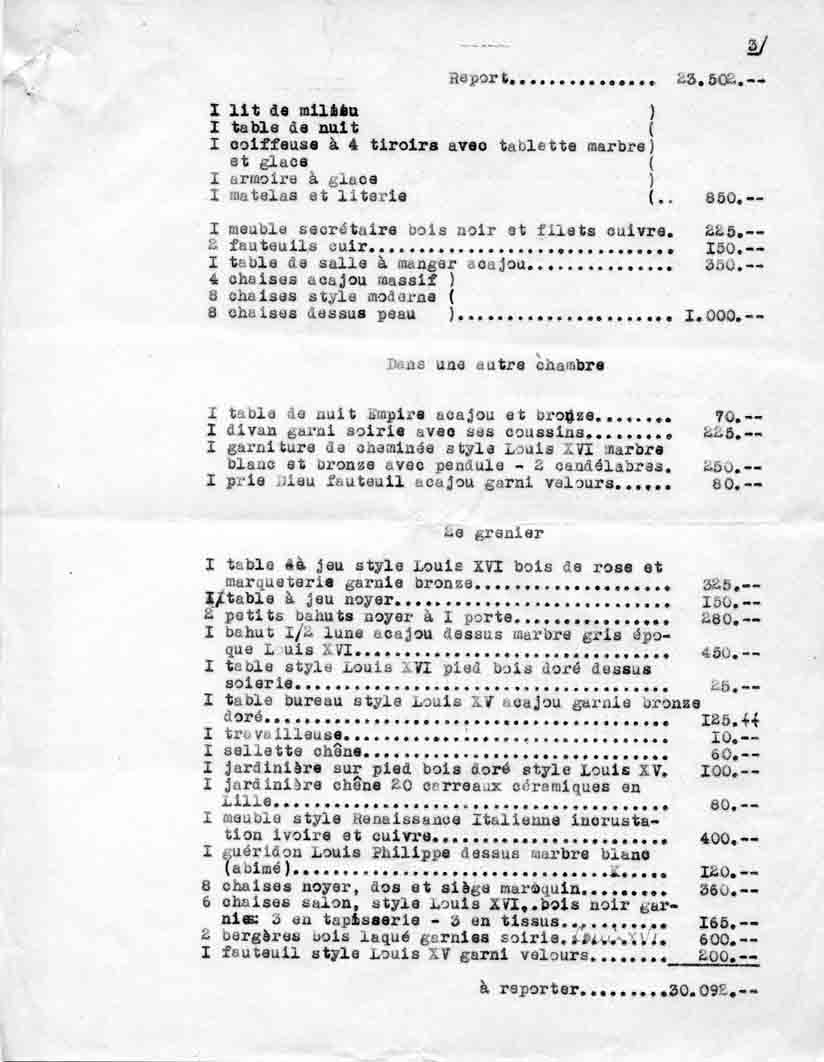 3/
Report............... 23.502.--
I lit de milieu )
I table de nuit (
I coiffeuse à 4 tiroirs avec tablette marbre)
et glace (
I armoire à glace )
I matelas et literie (.. 850.--
I meuble secrétaire bois noir et filets cuivre. 225.--
2 fauteuils cuir............................... 150.--
I table de salle à manger acajou............... 350.--
4 chaises acajou massif )
8 chaises style moderne (
8 chaises dessus peau )...................... I.000.--
Dans une autre chambre
I table de nuit Empire acajou et bronze........ 70.--
I divan garni soirie avec ses coussins......... 225.--
I garniture de cheminée style Louis XVI marbre
blanc et bronze avec pendule - 2 candélabres. 250.--
I prie Dieu fauteuil acajou garni velours...... 80.--
Le grenier
I table à jeu style Louis XVI bois de rose et
marqueterie garnie bronze.................... 325.--
I table à jeu noyer............................ I50.--
2 petits bahuts noyer à I porte................ 280.--
I bahut I/2 lune acajou dessus marbre gris épo-
que Louis XVI................................ 450.--
I table style Louis XVI pied bois doré dessus
soierie...................................... 25.--
I table bureau style Louis XV acajou garnie bronze
doré......................................... I25.++
I travailleuse................................. I0.--
I sellette chêne............................... 60.--
I jardinière sur pied bois doré style Louis XV. I00.--
I jardinière chêne 20 carreaux céramiques en
Lille........................................ 80.--
I meuble style Renaissance Italienne incrusta-
tion ivoire et cuivre........................ 400.--
I guéridon Louis Philippe dessus marbre blanc
(abimé)...................................... I20.--
8 chaises noyer, dos et siège maroquin......... 360.--
6 chaises salon, style Louis XVI,.bois noir gar-
nies: 3 en tapisserie - 3 en tissus........... I65.--
2 bergères bois laqué garnies soirie. Louis XVI. 600.--
I fauteuil style Louis XV garni velours........ 200.--
à reporter.........30.092.--